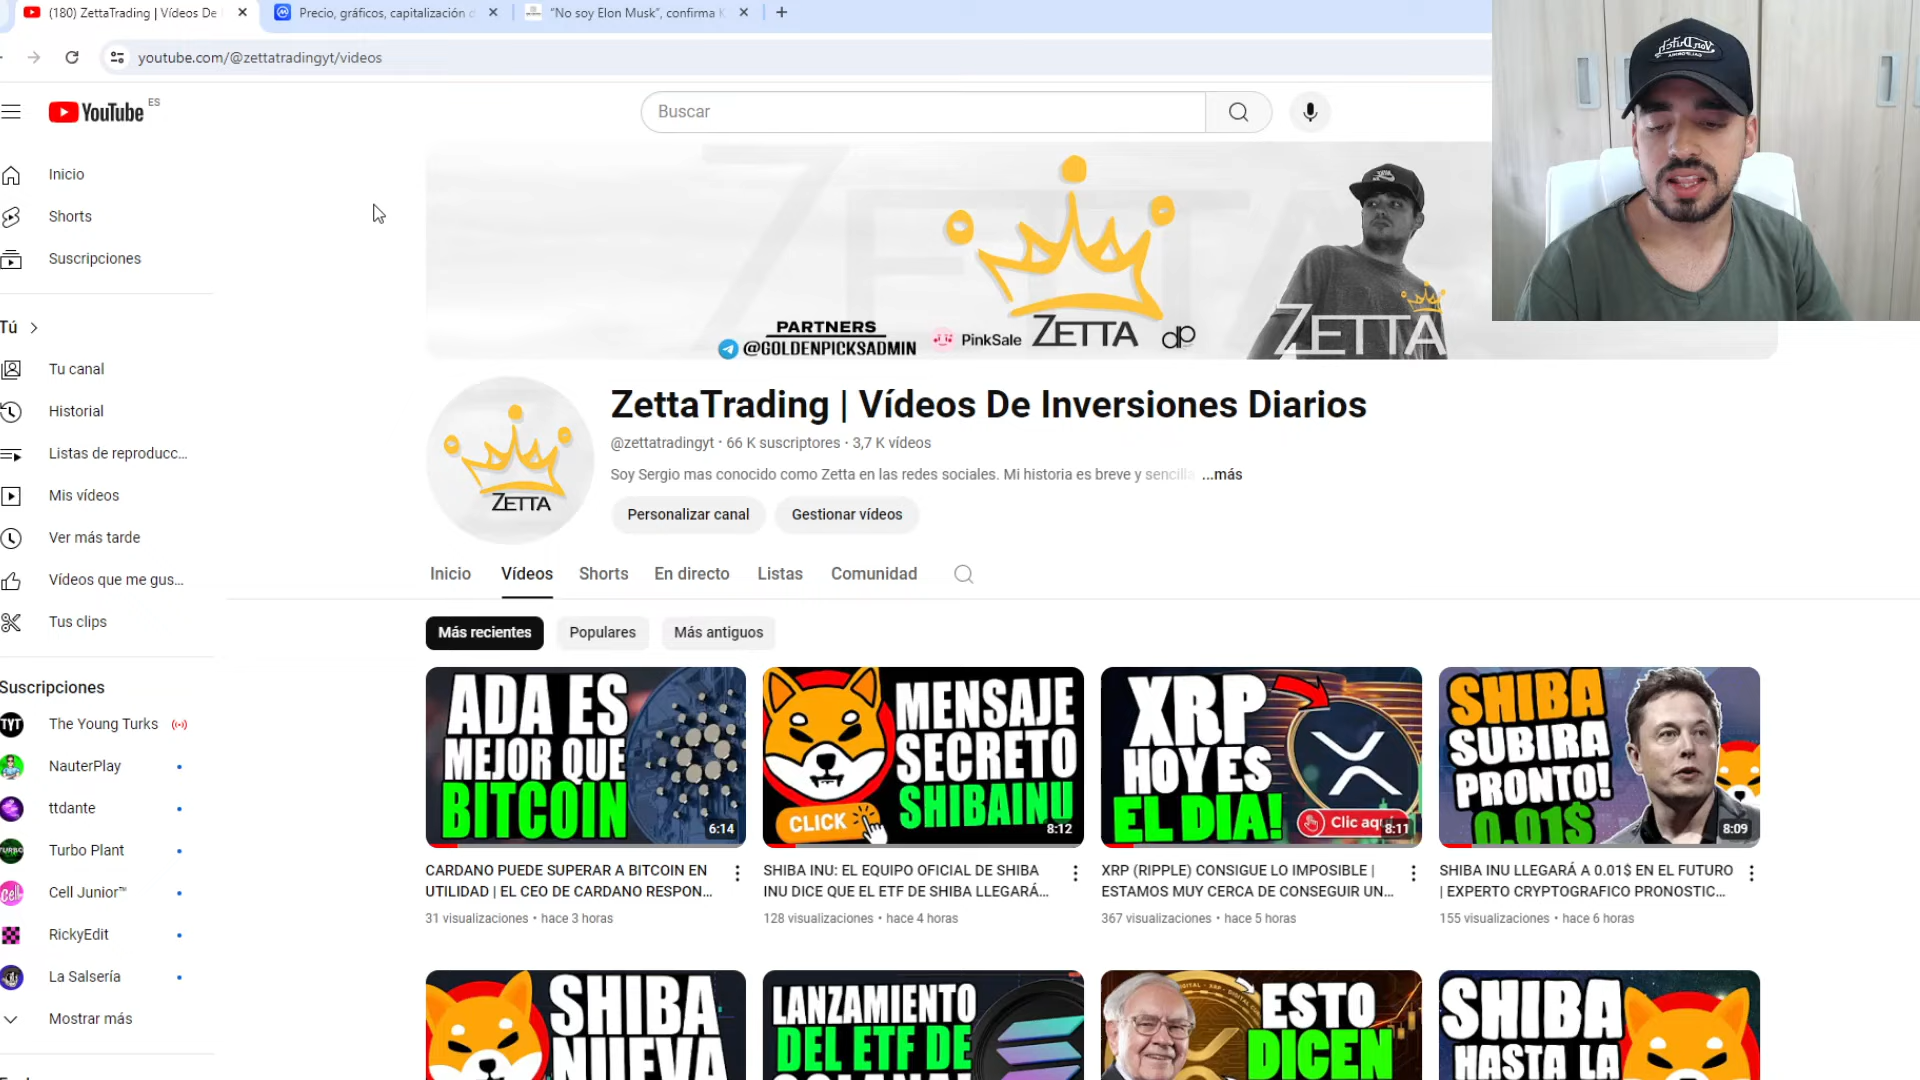 (180) ZettaTrading | Vídeos De
Precio, gráficos, capitalización
"No soy Elon Musk", confirma
youtube.com/@zettatradingyt/videos
YouTube ES
Buscar
Inicio
Shorts
Suscripciones
Tú
Tu canal
Historial
Listas de reproducc...
Mis vídeos
Ver más tarde
Vídeos que me gus...
Tus clips
Suscripciones
The Young Turks
NauterPlay
ttdante
Turbo Plant
Cell Junior™
RickyEdit
La Salsería
Mostrar más
ZETTA
PARTNERS
@GOLDENPICKSADMIN
PinkSale
ZETTA
dp
ZETTA
ZETTA
ZettaTrading | Vídeos De Inversiones Diarios
@zettatradingyt · 66 K suscriptores · 3,7 K vídeos
Soy Sergio mas conocido como Zetta en las redes sociales. Mi historia es breve y sencilla ...más
Personalizar canal
Gestionar vídeos
Inicio Vídeos Shorts En directo Listas Comunidad
Más recientes Populares Más antiguos
ADA ES
MEJOR QUE
BITCOIN
6:14
CARDANO PUEDE SUPERAR A BITCOIN EN
UTILIDAD | EL CEO DE CARDANO RESPON...
31 visualizaciones • hace 3 horas
MENSAJE
SECRETO
SHIBAINU
CLICK
8:12
SHIBA INU: EL EQUIPO OFICIAL DE SHIBA
INU DICE QUE EL ETF DE SHIBA LLEGARÁ...
128 visualizaciones • hace 4 horas
XRP
HOY ES
EL DIA!
Clic aquí
8:11
XRP (RIPPLE) CONSIGUE LO IMPOSIBLE |
ESTAMOS MUY CERCA DE CONSEGUIR UN...
367 visualizaciones • hace 5 horas
SHIBA
SUBIRA
PRONTO!
0.01$
8:09
SHIBA INU LLEGARÁ A 0.01$ EN EL FUTURO
| EXPERTO CRYPTOGRAFICO PRONOSTIC...
155 visualizaciones • hace 6 horas
SHIBA
NUEVA
LANZAMIENTO
DEL ETF DE
SOLANA!
ESTO
DICEN
SHIBA
HASTA LA